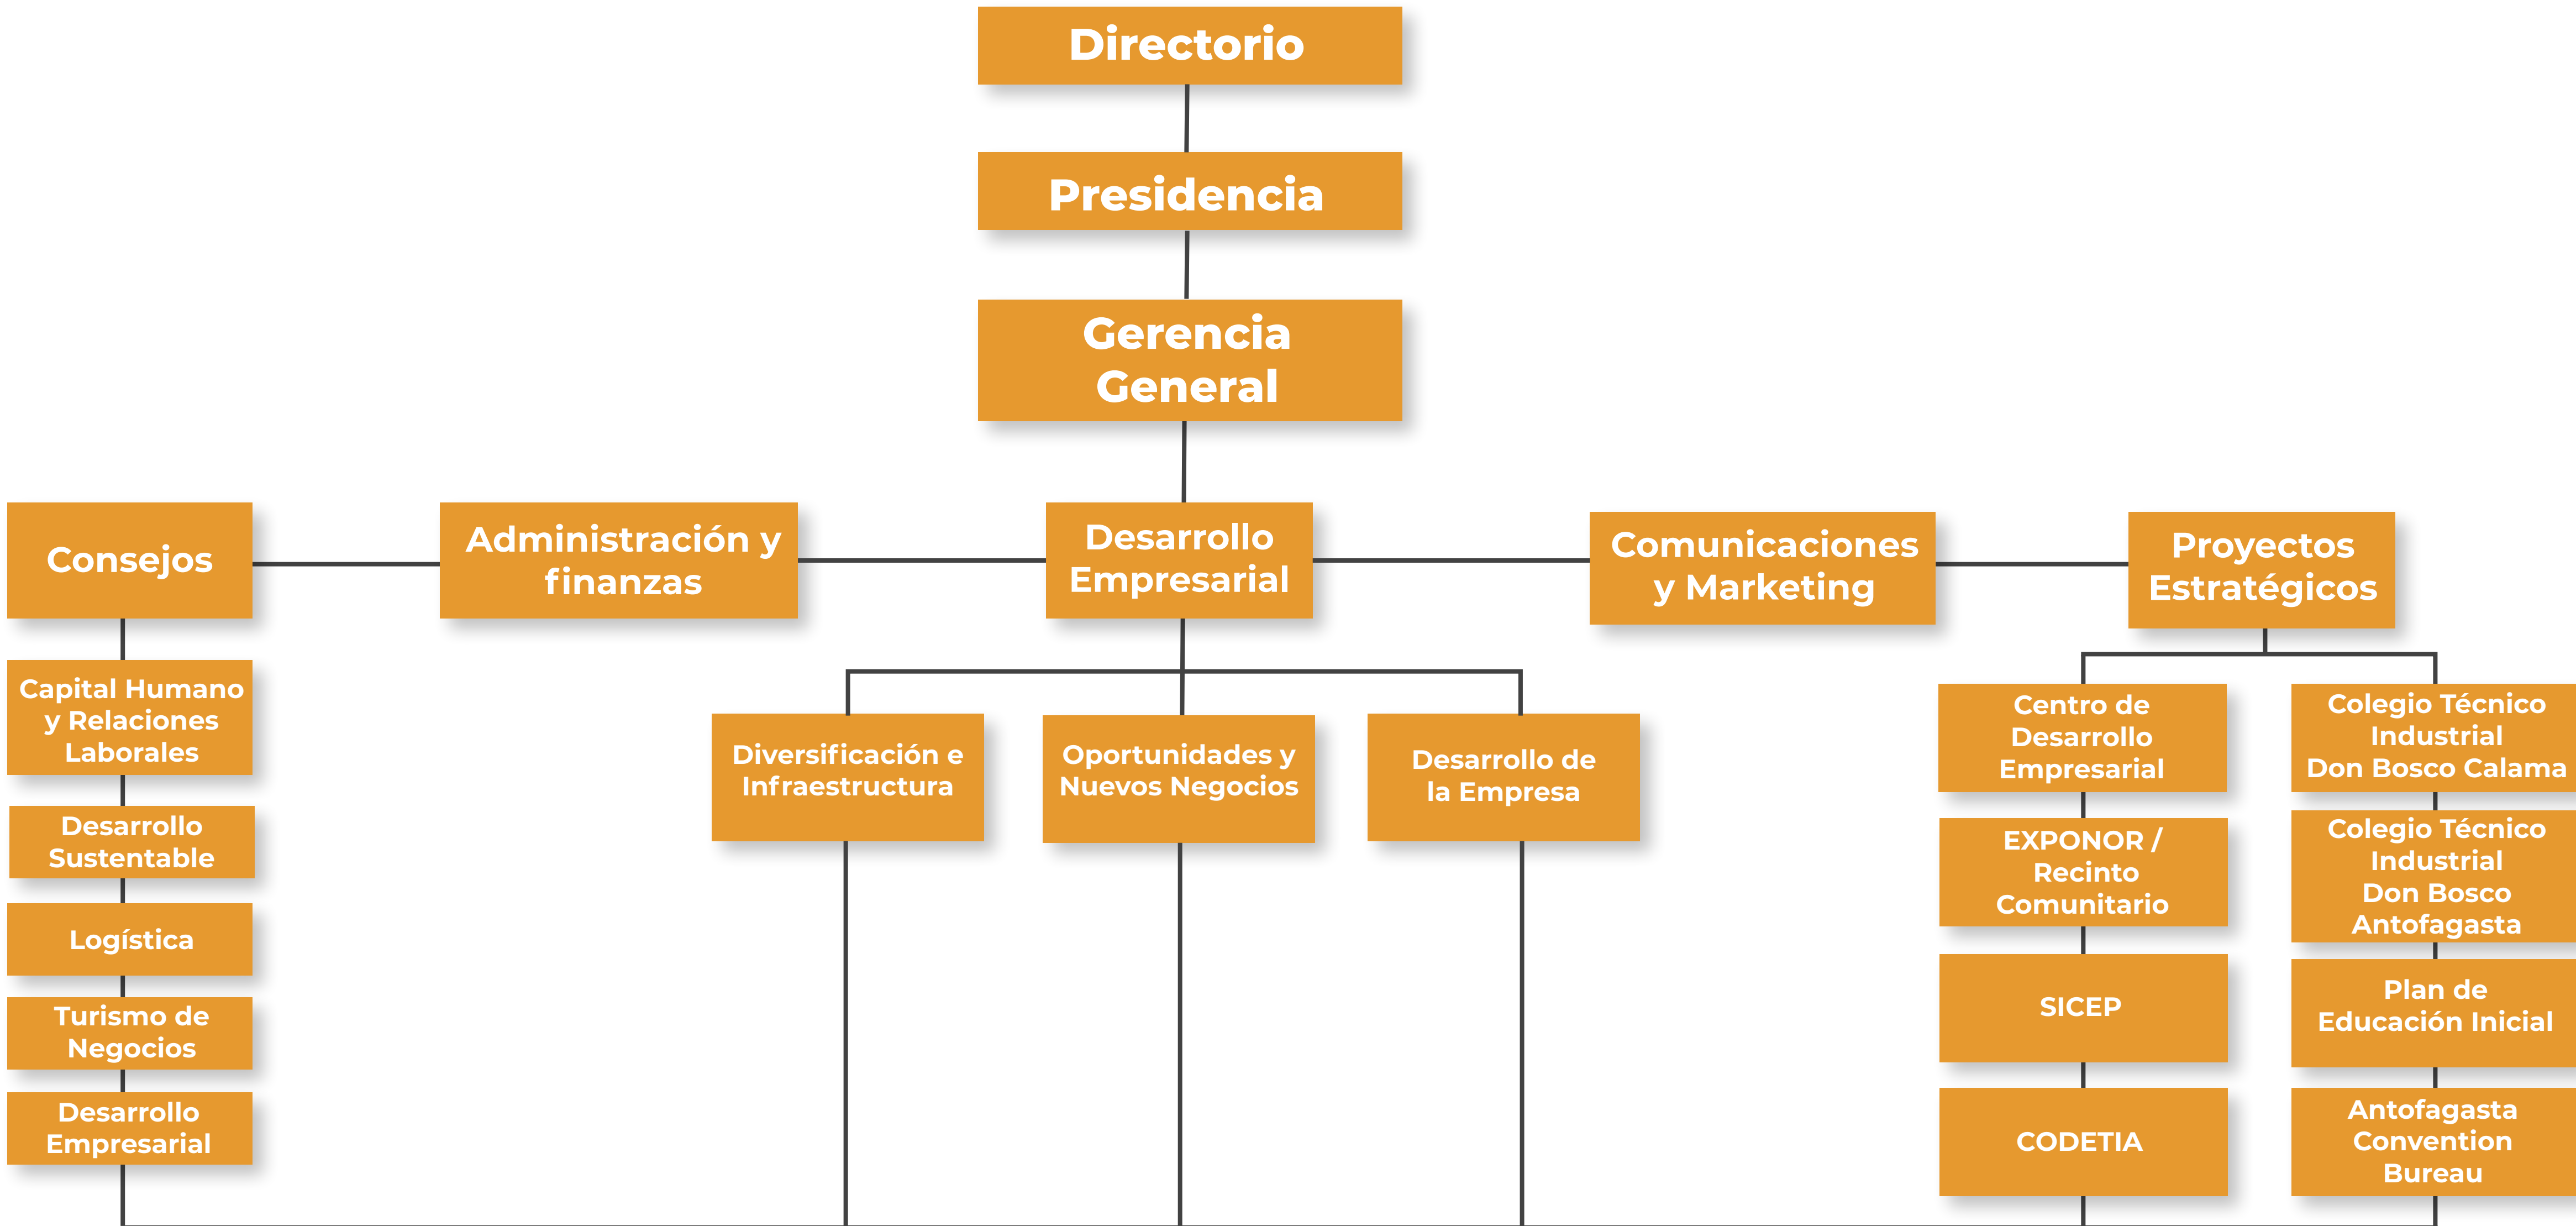 Directorio
Presidencia
Gerencia
General
Consejos
Administración y
finanzas
Desarrollo
Empresarial
Comunicaciones
y Marketing
Proyectos
Estratégicos
Capital Humano
y Relaciones
Laborales
Desarrollo
Sustentable
Logística
Turismo de
Negocios
Desarrollo
Empresarial
Diversificación e
Infraestructura
Oportunidades y
Nuevos Negocios
Desarrollo de
la Empresa
Centro de
Desarrollo
Empresarial
EXPONOR /
Recinto
Comunitario
SICEP
CODETIA
Colegio Técnico
Industrial
Don Bosco Calama
Colegio Técnico
Industrial
Don Bosco
Antofagasta
Plan de
Educación Inicial
Antofagasta
Convention
Bureau